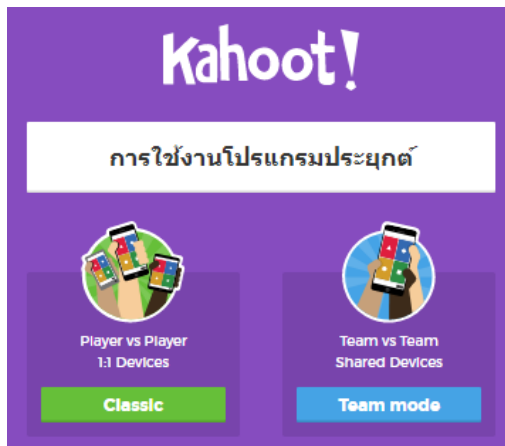 Kahoot!
การใช้งานโปรแกรมประยุกต์
Player vs Player
1:1 Devices
Classic
Team vs Team
Shared Devices
Team mode